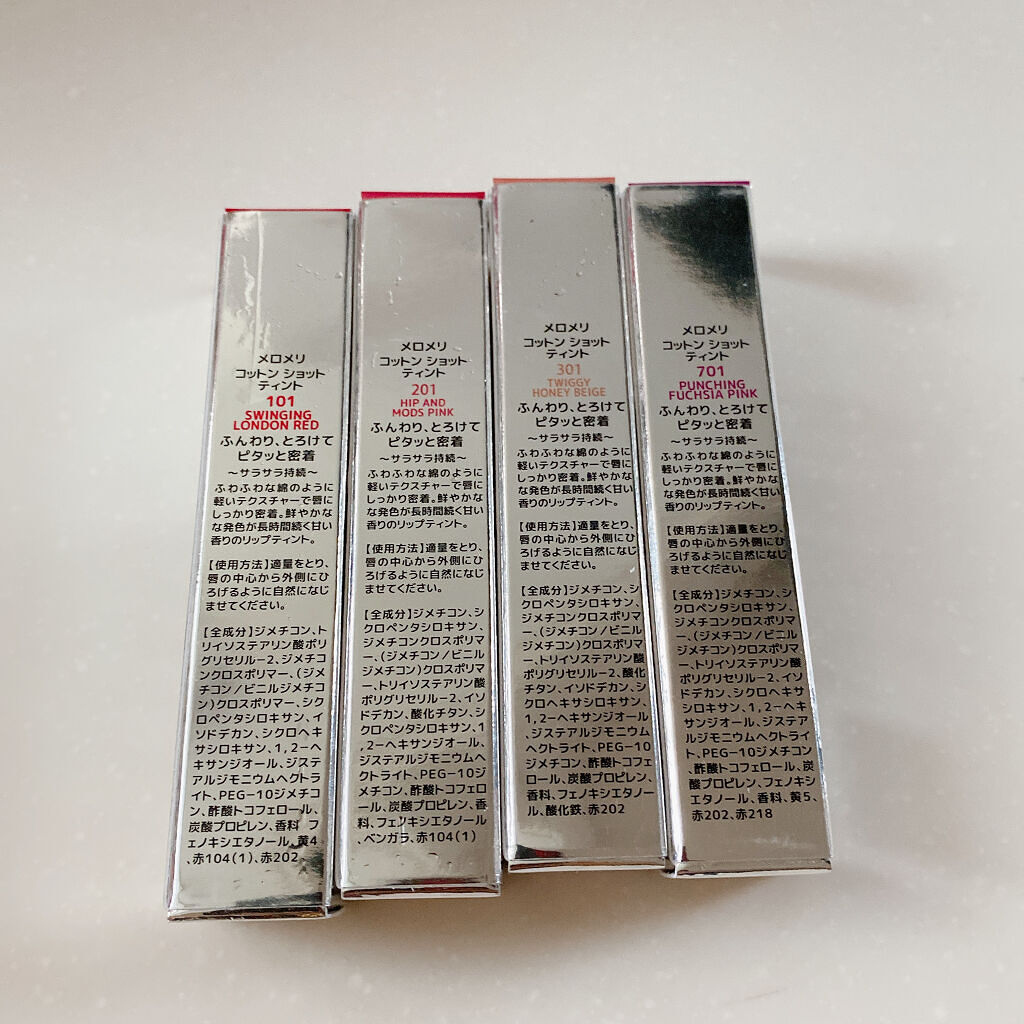 メロメリ
コットン ショット
ティント
101
SWINGING
LONDON RED
ふんわり、とろけて
ピタッと密着
～サラサラ持続～
ふわふわな綿のように
軽いテクスチャーで唇に
しっかり密着。鮮やかな
な発色が長時間続く甘い
香りのリップティント。
【使用方法】適量をとり、
唇の中心から外側にひ
ろげるように自然になじ
ませてください。
【全成分】ジメチコン、ト
リイソステアリン酸ポリ
グリセリル-2、ジメチコ
ンクロスポリマー、(ジメ
チコン/ビニルジメチコ
ン)クロスポリマー、シク
ロペンタシロキサン、イ
ソドデカン、シクロヘキ
サシロキサン、1,2-ヘ
キサンジオール、ジステ
アルジモニウムヘクトラ
イト、PEG-10ジメチコ
ン、酢酸トコフェロール、
炭酸プロピレン、香料、フ
ェノキシエタノール、黄4
、赤104(1)、赤202
メロメリ
コットン ショット
ティント
201
HIP AND
MODS PINK
ふんわり、とろけて
ピタッと密着
～サラサラ持続～
ふわふわな綿のように
軽いテクスチャーで唇に
しっかり密着。鮮やかな
な発色が長時間続く甘い
香りのリップティント。
【使用方法】適量をとり、
唇の中心から外側にひ
ろげるように自然になじ
ませてください。
【全成分】ジメチコン、シ
クロペンタシロキサン、
ジメチコンクロスポリマ
ー、(ジメチコン/ビニル
ジメチコン)クロスポリマ
ー、トリイソステアリン酸
ポリグリセリル-2、イソ
ドデカン、酸化チタン、シ
クロペンタシロキサン、1
,2-ヘキサンジオール、
ジステアルジモニウムヘ
クトライト、PEG-10ジ
メチコン、酢酸トコフェロ
ール、炭酸プロピレン、香
料、フェノキシエタノール
、ベンガラ、赤104(1)
メロメリ
コットン ショット
ティント
301
TWIGGY
HONEY BEIGE
ふんわり、とろけて
ピタッと密着
～サラサラ持続～
ふわふわな綿のように
軽いテクスチャーで唇に
しっかり密着。鮮やかな
な発色が長時間続く甘い
香りのリップティント。
【使用方法】適量をとり、
唇の中心から外側にひ
ろげるように自然になじ
ませてください。
【全成分】ジメチコン、シ
クロペンタシロキサン、
ジメチコンクロスポリマ
ー、(ジメチコン/ビニル
ジメチコン)クロスポリマ
ー、トリイソステアリン酸
ポリグリセリル-2、酸化
チタン、イソドデカン、シ
クロヘキサシロキサン、
1,2-ヘキサンジオール
、ジステアルジモニウム
ヘクトライト、PEG-10
ジメチコン、酢酸トコフェ
ロール、炭酸プロピレン、
香料、フェノキシエタノー
ル、酸化鉄、赤202
メロメリ
コットン ショット
ティント
701
PUNCHING
FUCHSIA PINK
ふんわり、とろけて
ピタッと密着
～サラサラ持続～
ふわふわな綿のように
軽いテクスチャーで唇に
しっかり密着。鮮やかな
な発色が長時間続く甘い
香りのリップティント。
【使用方法】適量をとり、
唇の中心から外側にひ
ろげるように自然になじ
ませてください。
【全成分】ジメチコン、シ
クロペンタシロキサン、
ジメチコンクロスポリマ
ー、(ジメチコン/ビニル
ジメチコン)クロスポリマ
ー、トリイソステアリン酸
ポリグリセリル-2、イソ
ドデカン、シクロヘキサ
シロキサン、1,2-ヘキ
サンジオール、ジステア
ルジモニウムヘクトライ
ト、PEG-10ジメチコン
、酢酸トコフェロール、炭
酸プロピレン、フェノキシ
エタノール、香料、黄5、
赤202、赤218